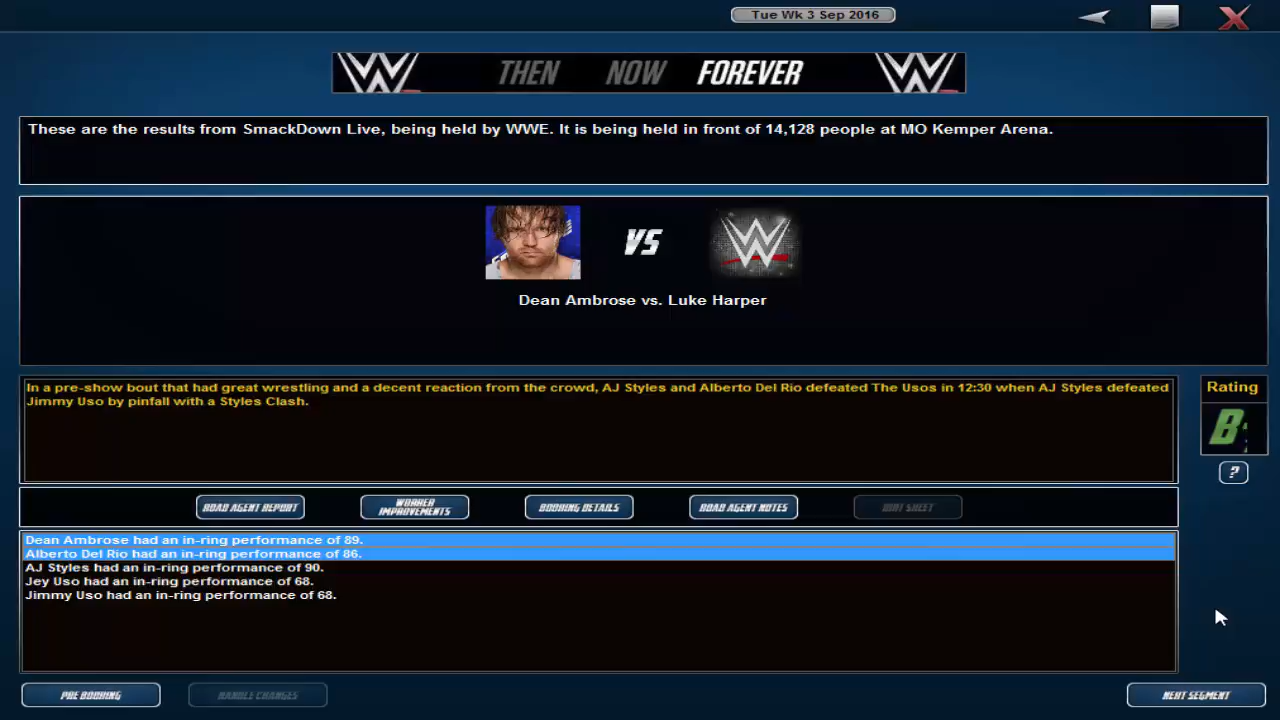 Tue Wk 3 Sep 2016
THEN NOW FOREVER
These are the results from SmackDown Live, being held by WWE. It is being held in front of 14,128 people at MO Kemper Arena.
VS
Dean Ambrose vs. Luke Harper
In a pre-show bout that had great wrestling and a decent reaction from the crowd, AJ Styles and Alberto Del Rio defeated The Usos in 12:30 when AJ Styles defeated
Jimmy Uso by pinfall with a Styles Clash.
Rating
B
?
ROAD AGENT REPORT
WORKER
IMPROVEMENTS
BOOKING DETAILS
ROAD AGENT NOTES
DIRT SHEET
Dean Ambrose had an in-ring performance of 89.
Alberto Del Rio had an in-ring performance of 86.
AJ Styles had an in-ring performance of 90.
Jey Uso had an in-ring performance of 68.
Jimmy Uso had an in-ring performance of 68.
PRE BOOKING
HANDLE CHANGES
NEXT SEGMENT